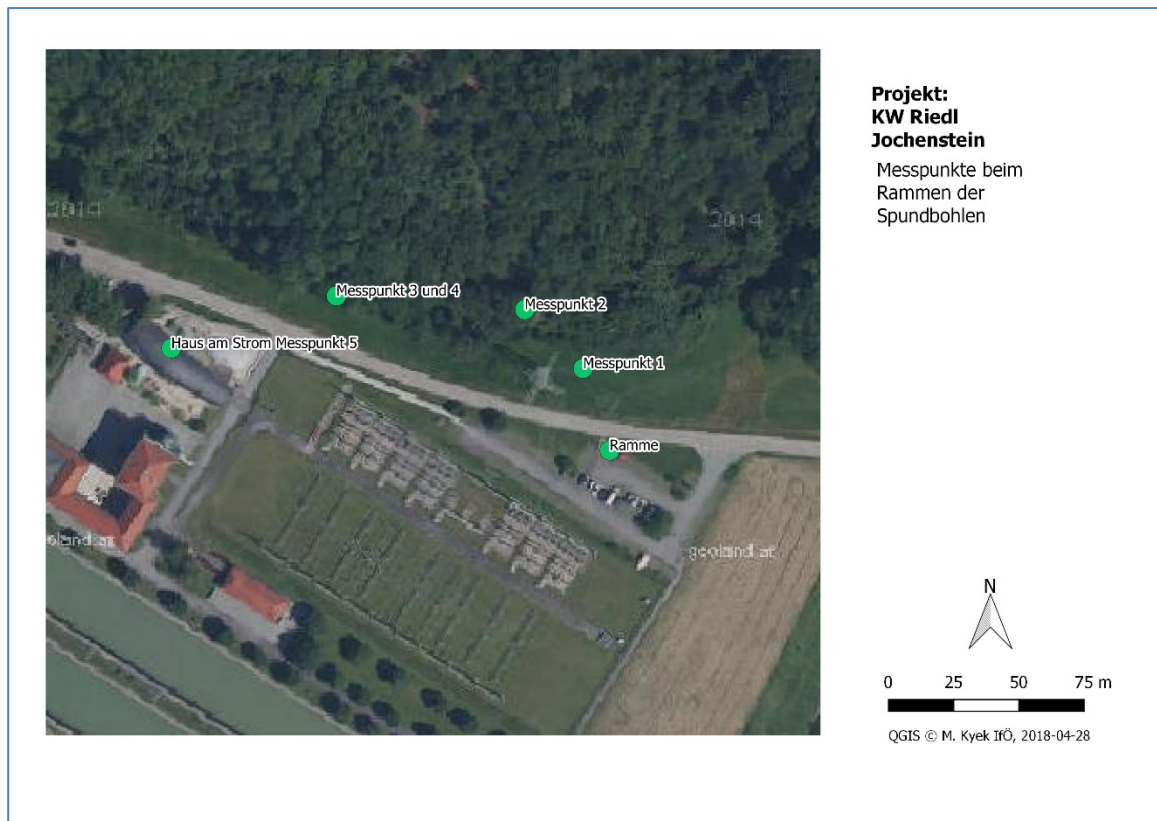 Projekt:
KW Riedl
Jochenstein
Messpunkte beim
Rammen der
Spundbohlen
2014
2014
Messpunkt 3 und 4
Messpunkt 2
Haus am Strom Messpunkt 5
Messpunkt 1
Ramme
oland.at
geoland.at
N
0 25 50 75 m
QGIS © M. Kyek IfÖ, 2018-04-28